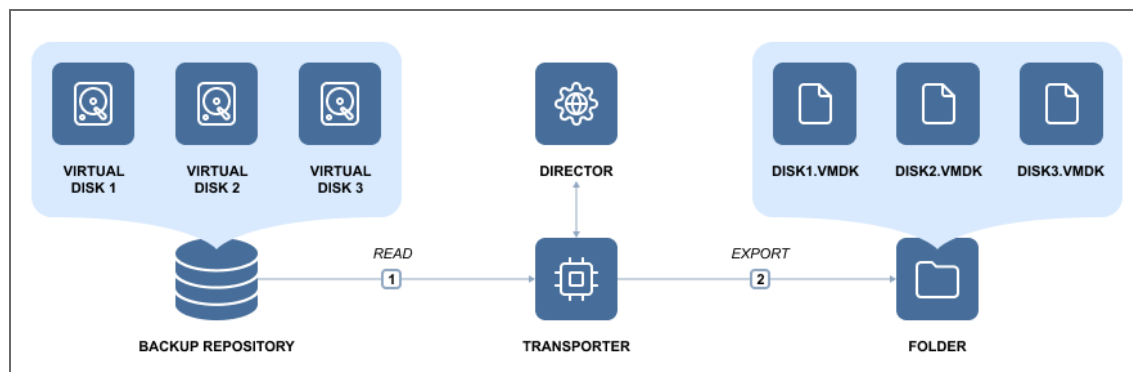 VIRTUAL
DISK 1
VIRTUAL
DISK 2
VIRTUAL
DISK 3
DIRECTOR
DISK1.VMDK
DISK2.VMDK
DISK3.VMDK
READ
1
EXPORT
2
BACKUP REPOSITORY
TRANSPORTER
FOLDER